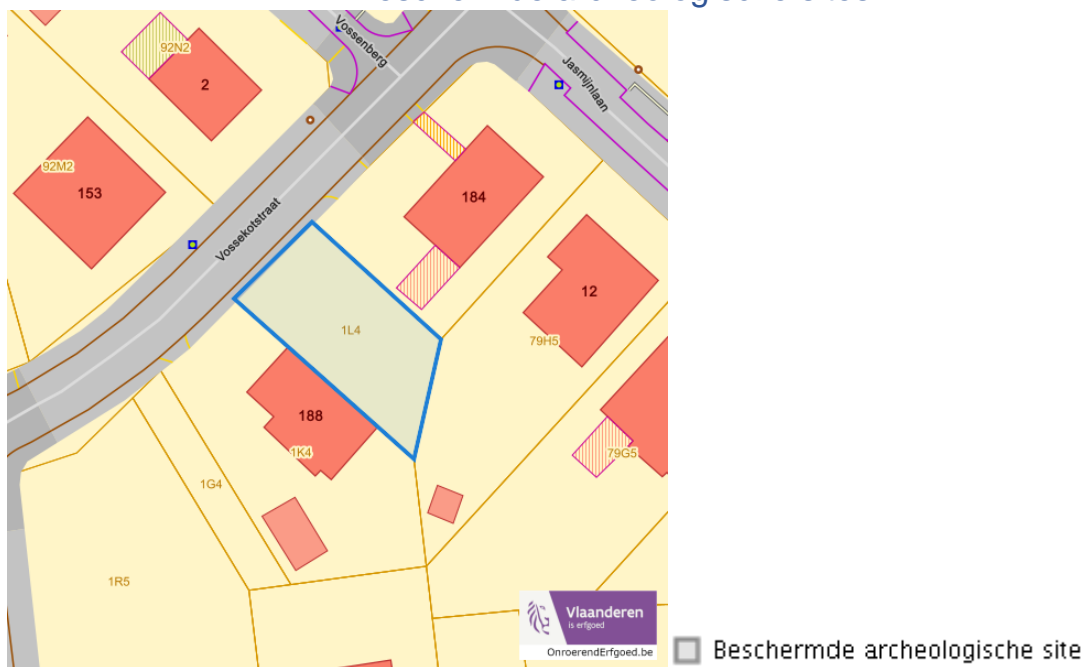 Vossenberg
Jasmijnlaan
92N2
2
92M2
153
184
Vossekotstraat
12
1L4
79H5
188
1K4
79G5
1G4
1R5
Vlaanderen
is erfgoed
OnroerendErfgoed.be
Beschermde archeologische site